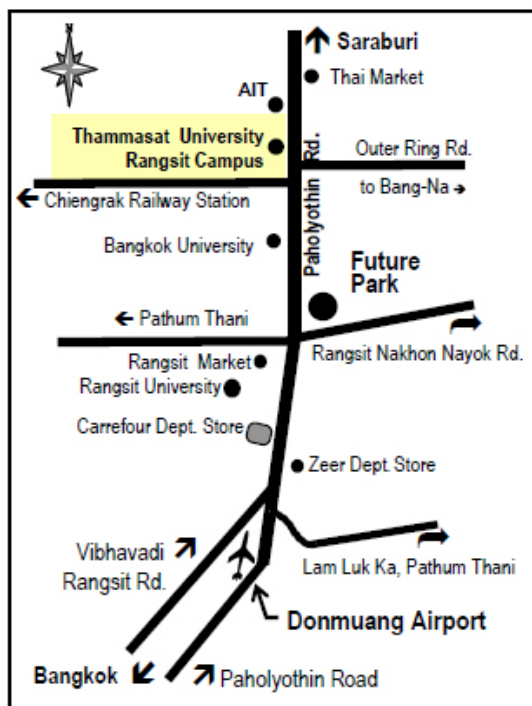 Saraburi
Thai Market
AIT
Thammasat University
Rangsit Campus
Paholyothin Rd.
Outer Ring Rd.
to Bang-Na
Chiengrak Railway Station
Bangkok University
Future
Park
Pathum Thani
Rangsit Nakhon Nayok Rd.
Rangsit Market
Rangsit University
Carrefour Dept. Store
Zeer Dept. Store
Vibhavadi
Rangsit Rd.
Lam Luk Ka, Pathum Thani
Donmuang Airport
Bangkok
Paholyothin Road